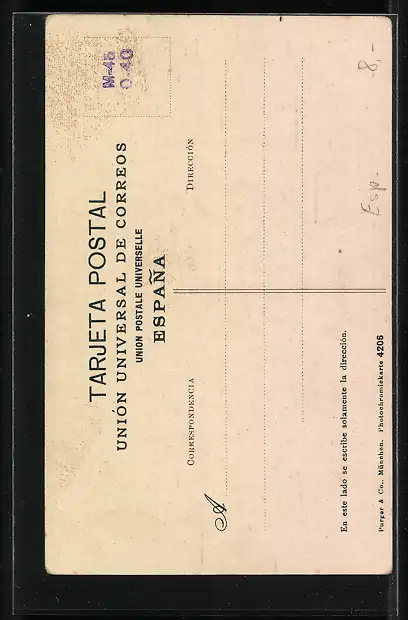 TARJETA POSTAL
UNIÓN UNIVERSAL DE CORREOS
UNION POSTALE UNIVERSELLE
ESPAÑA
M-45
0-40
CORRESPONDENCIA
DIRECCIÓN
A
En este lado se escribe solamente la dirección.
Purger & Co., München. Photochromiekarte 4206
Esp.
8,-